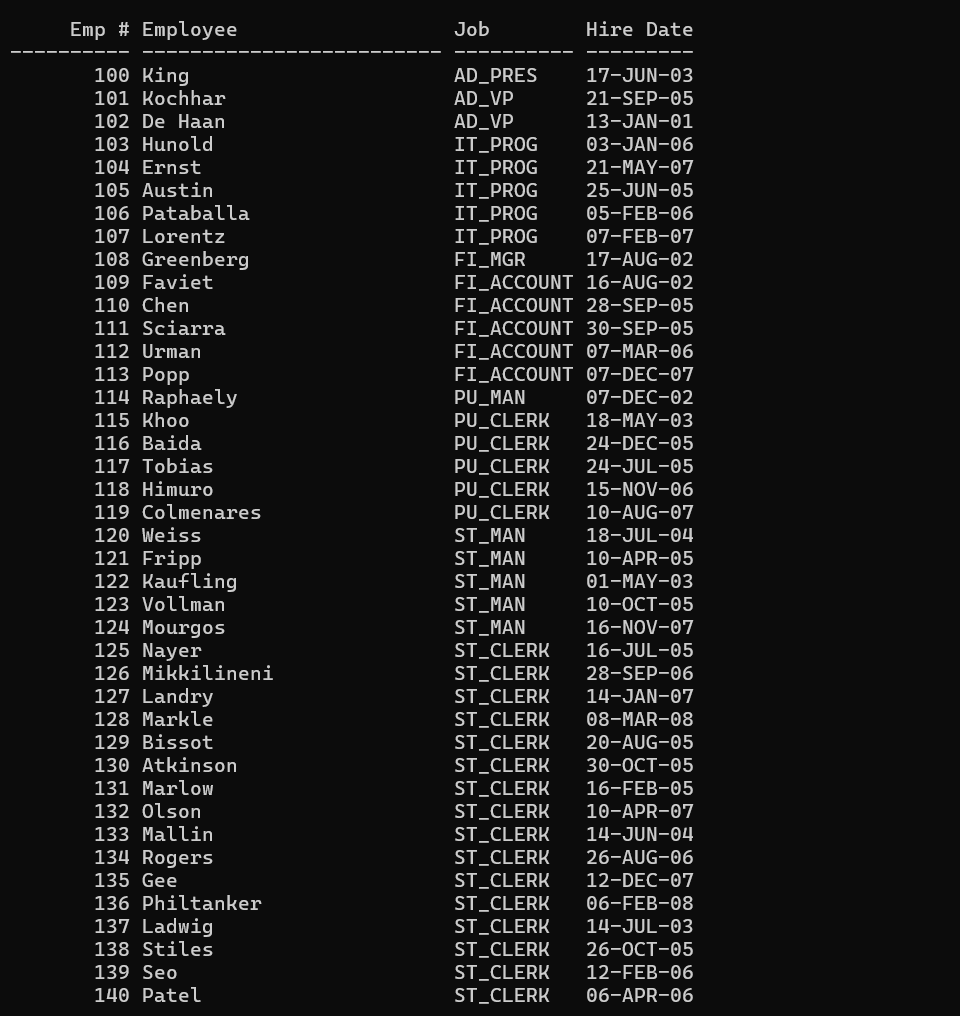 Emp # Employee                  Job        Hire Date
---------- ------------------------- ---------- ---------
       100 King                      AD_PRES    17-JUN-03
       101 Kochhar                   AD_VP      21-SEP-05
       102 De Haan                   AD_VP      13-JAN-01
       103 Hunold                    IT_PROG    03-JAN-06
       104 Ernst                     IT_PROG    21-MAY-07
       105 Austin                    IT_PROG    25-JUN-05
       106 Pataballa                 IT_PROG    05-FEB-06
       107 Lorentz                   IT_PROG    07-FEB-07
       108 Greenberg                 FI_MGR     17-AUG-02
       109 Faviet                    FI_ACCOUNT 16-AUG-02
       110 Chen                      FI_ACCOUNT 28-SEP-05
       111 Sciarra                   FI_ACCOUNT 30-SEP-05
       112 Urman                     FI_ACCOUNT 07-MAR-06
       113 Popp                      FI_ACCOUNT 07-DEC-07
       114 Raphaely                  PU_MAN     07-DEC-02
       115 Khoo                      PU_CLERK   18-MAY-03
       116 Baida                     PU_CLERK   24-DEC-05
       117 Tobias                    PU_CLERK   24-JUL-05
       118 Himuro                    PU_CLERK   15-NOV-06
       119 Colmenares                PU_CLERK   10-AUG-07
       120 Weiss                     ST_MAN     18-JUL-04
       121 Fripp                     ST_MAN     10-APR-05
       122 Kaufling                  ST_MAN     01-MAY-03
       123 Vollman                   ST_MAN     10-OCT-05
       124 Mourgos                   ST_MAN     16-NOV-07
       125 Nayer                     ST_CLERK   16-JUL-05
       126 Mikkilineni               ST_CLERK   28-SEP-06
       127 Landry                    ST_CLERK   14-JAN-07
       128 Markle                    ST_CLERK   08-MAR-08
       129 Bissot                    ST_CLERK   20-AUG-05
       130 Atkinson                  ST_CLERK   30-OCT-05
       131 Marlow                    ST_CLERK   16-FEB-05
       132 Olson                     ST_CLERK   10-APR-07
       133 Mallin                    ST_CLERK   14-JUN-04
       134 Rogers                    ST_CLERK   26-AUG-06
       135 Gee                       ST_CLERK   12-DEC-07
       136 Philtanker                ST_CLERK   06-FEB-08
       137 Ladwig                    ST_CLERK   14-JUL-03
       138 Stiles                    ST_CLERK   26-OCT-05
       139 Seo                       ST_CLERK   12-FEB-06
       140 Patel                     ST_CLERK   06-APR-06